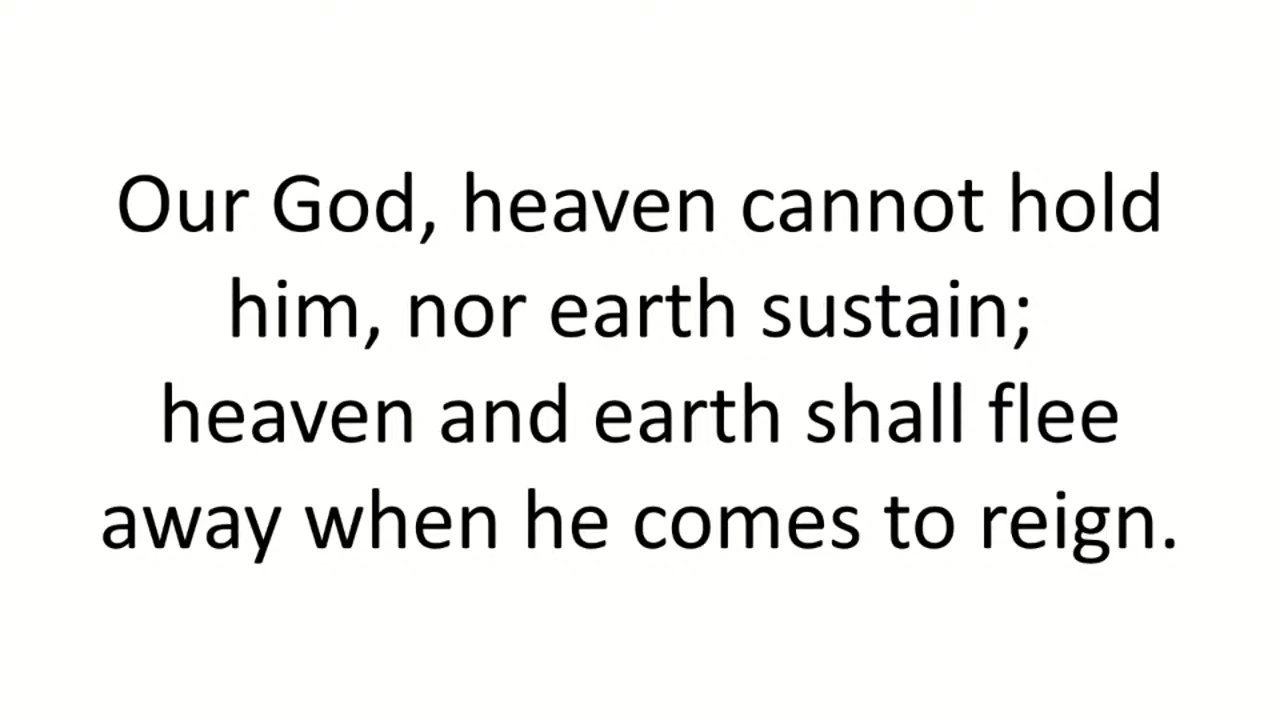 Our God, heaven cannot hold
him, nor earth sustain;
heaven and earth shall flee
away when he comes to reign.